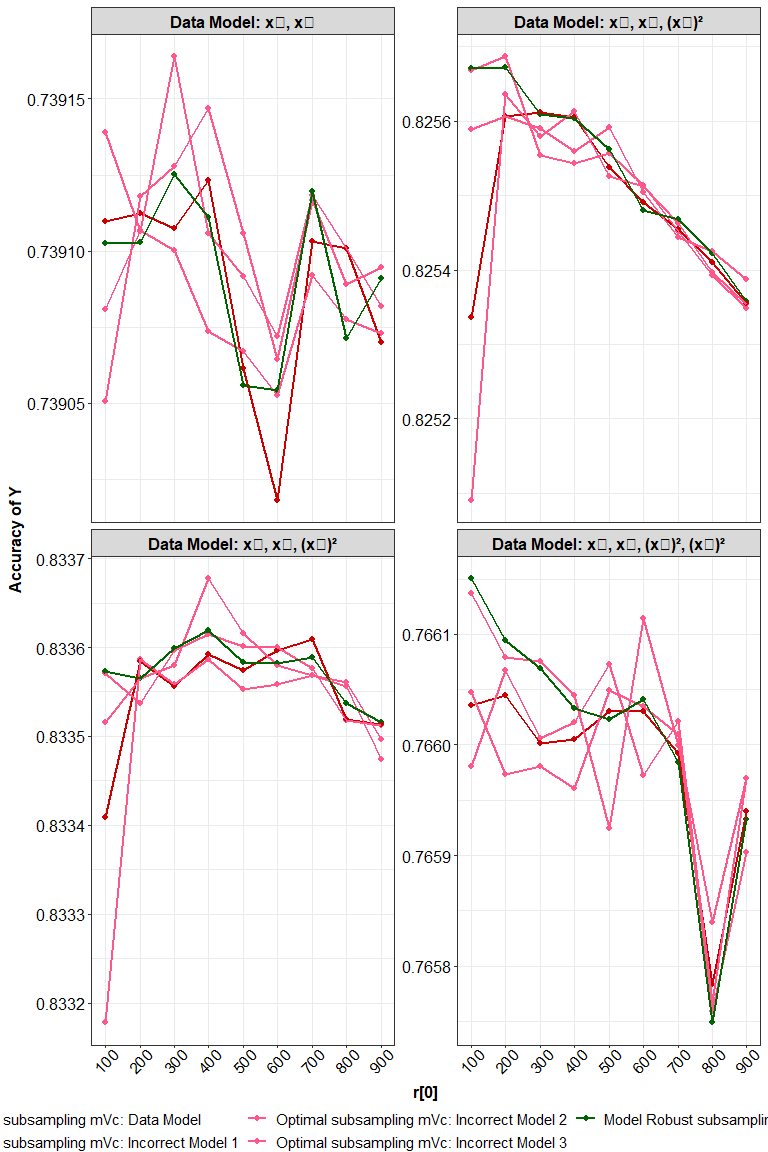 Data Model: x▯, x▯
Data Model: x▯, x▯, (x▯)²
0.73915
0.73910
0.73905
0.8256
0.8254
0.8252
Accuracy of Y
Data Model: x▯, x▯, (x▯)²
Data Model: x▯, x▯, (x▯)², (x▯)²
0.8337
0.8336
0.8335
0.8334
0.8333
0.8332
0.7661
0.7660
0.7659
0.7658
100 200 300 400 500 600 700 800 900
100 200 300 400 500 600 700 800 900
r[0]
subsampling mVc: Data Model Optimal subsampling mVc: Incorrect Model 2 Model Robust subsamplin
subsampling mVc: Incorrect Model 1 Optimal subsampling mVc: Incorrect Model 3